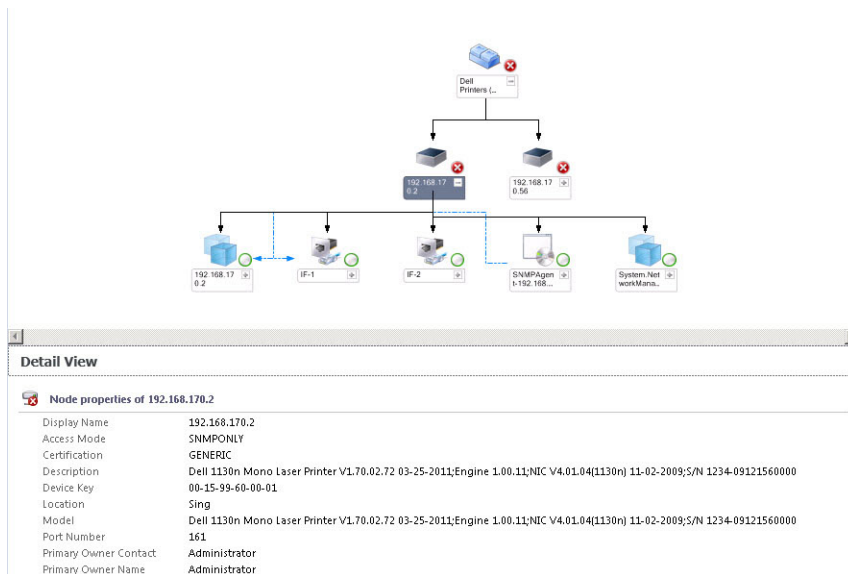 Dell
Printers (...
192.168.17
0.2
192.168.17
0.56
192.168.17
0.2
IF-1
IF-2
SNMPAgen
t-192.168...
System.Net
workMana...
Detail View
Node properties of 192.168.170.2
Display Name 192.168.170.2
Access Mode SNMPONLY
Certification GENERIC
Description Dell 1130n Mono Laser Printer V1.70.02.72 03-25-2011;Engine 1.00.11;NIC V4.01.04(1130n) 11-02-2009;S/N 1234-09121560000
Device Key 00-15-99-60-00-01
Location Sing
Model Dell 1130n Mono Laser Printer V1.70.02.72 03-25-2011;Engine 1.00.11;NIC V4.01.04(1130n) 11-02-2009;S/N 1234-09121560000
Port Number 161
Primary Owner Contact Administrator
Primary Owner Name Administrator